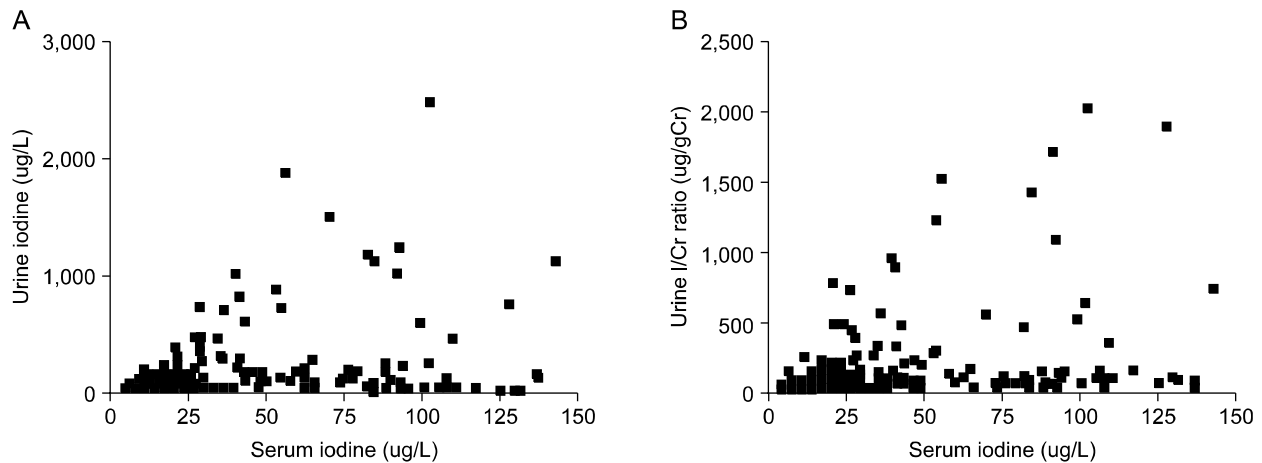 A
3,000
2,000
1,000
0
Urine iodine (ug/L)
0 25 50 75 100 125 150
Serum iodine (ug/L)
B
2,500
2,000
1,500
1,000
500
0
Urine I/Cr ratio (ug/gCr)
0 25 50 75 100 125 150
Serum iodine (ug/L)